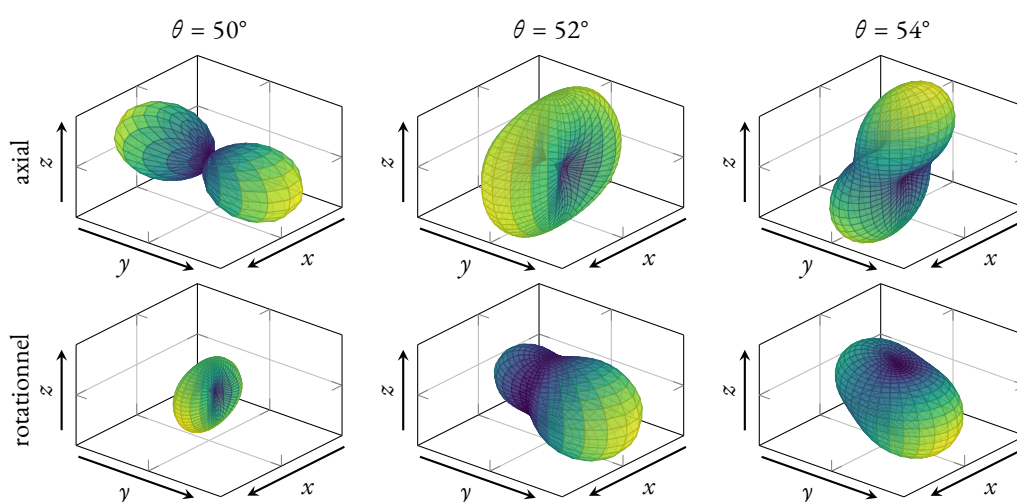 θ = 50° θ = 52° θ = 54°
axial
z z z
y x y x y x
rotationnel
z z z
y x y x y x